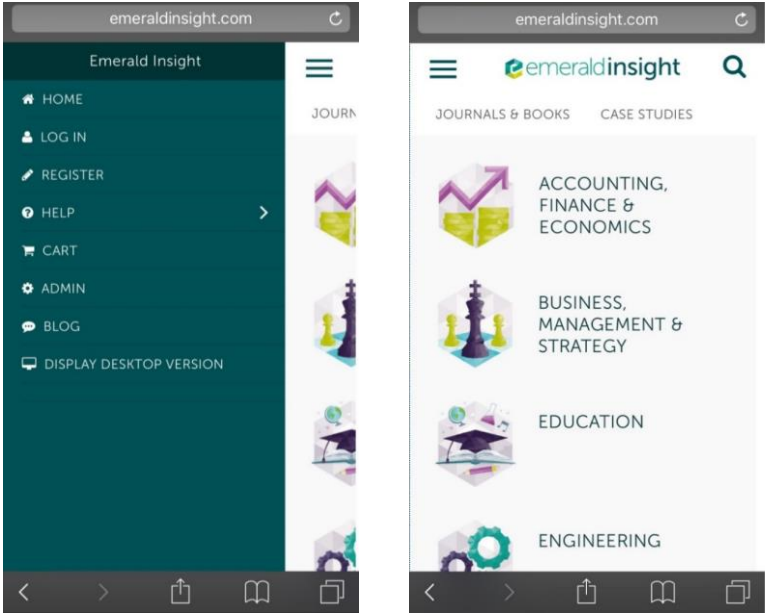 emeraldinsight.com
Emerald Insight
HOME
LOG IN
REGISTER
HELP
CART
ADMIN
BLOG
DISPLAY DESKTOP VERSION
JOURN
emeraldinsight.com
emeraldinsight
JOURNALS & BOOKS CASE STUDIES
ACCOUNTING,
FINANCE &
ECONOMICS
BUSINESS,
MANAGEMENT &
STRATEGY
EDUCATION
ENGINEERING